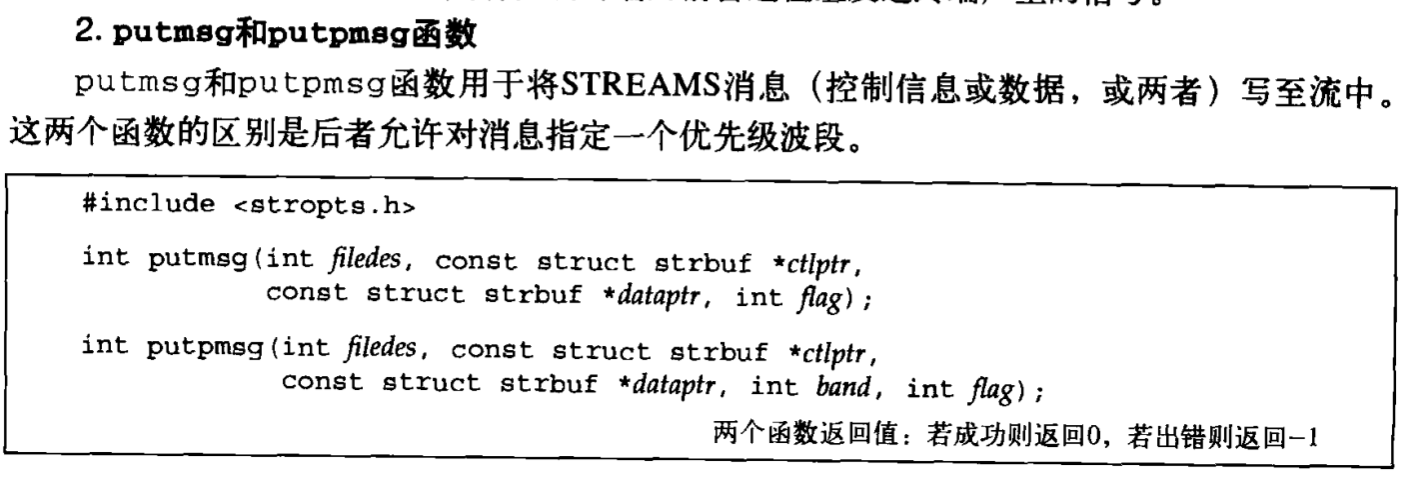 2. putmsg和putpmsg函数
putmsg和putpmsg函数用于将STREAMS消息（控制信息或数据，或两者）写至流中。
这两个函数的区别是后者允许对消息指定一个优先级波段。
#include <stropts.h>
int putmsg(int filedes, const struct strbuf *ctlptr,
const struct strbuf *dataptr, int flag);
int putpmsg(int filedes, const struct strbuf *ctlptr,
const struct strbuf *dataptr, int band, int flag);
两个函数返回值：若成功则返回0，若出错则返回-1